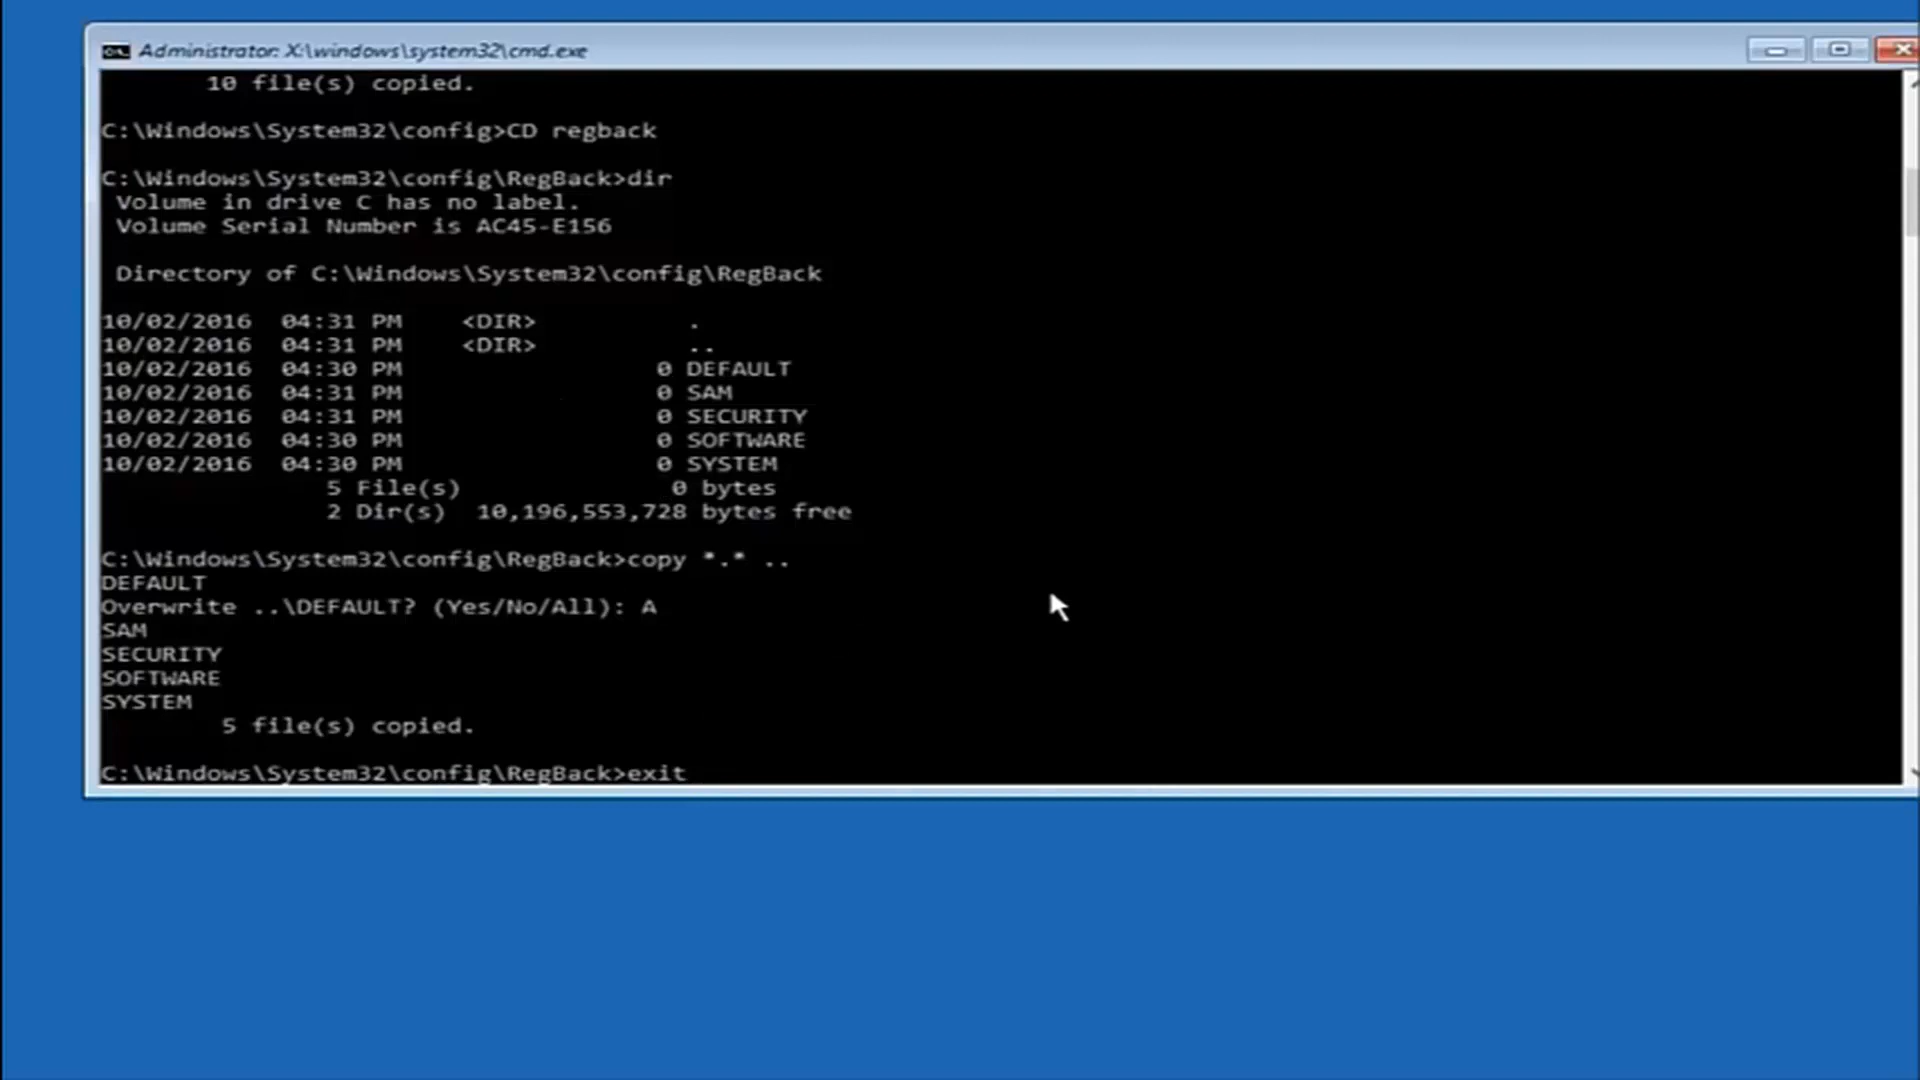 Administrator: X:\windows\system32\cmd.exe
10 file(s) copied.
C:\Windows\System32\config>CD regback
C:\Windows\System32\config\RegBack>dir
Volume in drive C has no label.
Volume Serial Number is AC45-E156
Directory of C:\Windows\System32\config\RegBack
10/02/2016 04:31 PM <DIR> .
10/02/2016 04:31 PM <DIR> ..
10/02/2016 04:30 PM 0 DEFAULT
10/02/2016 04:31 PM 0 SAM
10/02/2016 04:31 PM 0 SECURITY
10/02/2016 04:30 PM 0 SOFTWARE
10/02/2016 04:30 PM 0 SYSTEM
5 File(s) 0 bytes
2 Dir(s) 10,196,553,728 bytes free
C:\Windows\System32\config\RegBack>copy *.* ..
DEFAULT
Overwrite ..\DEFAULT? (Yes/No/All): A
SAM
SECURITY
SOFTWARE
SYSTEM
5 file(s) copied.
C:\Windows\System32\config\RegBack>exit